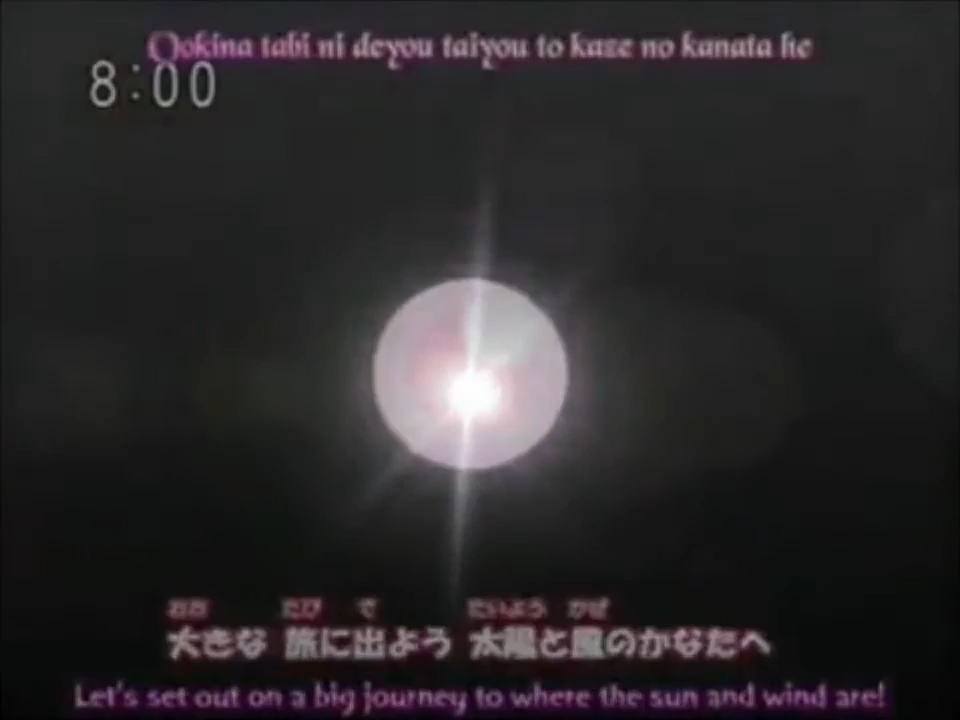 Ookina tabi ni deyou taiyou to kaze no kanata he
8:00
おお たび で たいよう かぜ
大きな 旅に出よう 太陽と風のかなたへ
Let's set out on a big journey to where the sun and wind are!